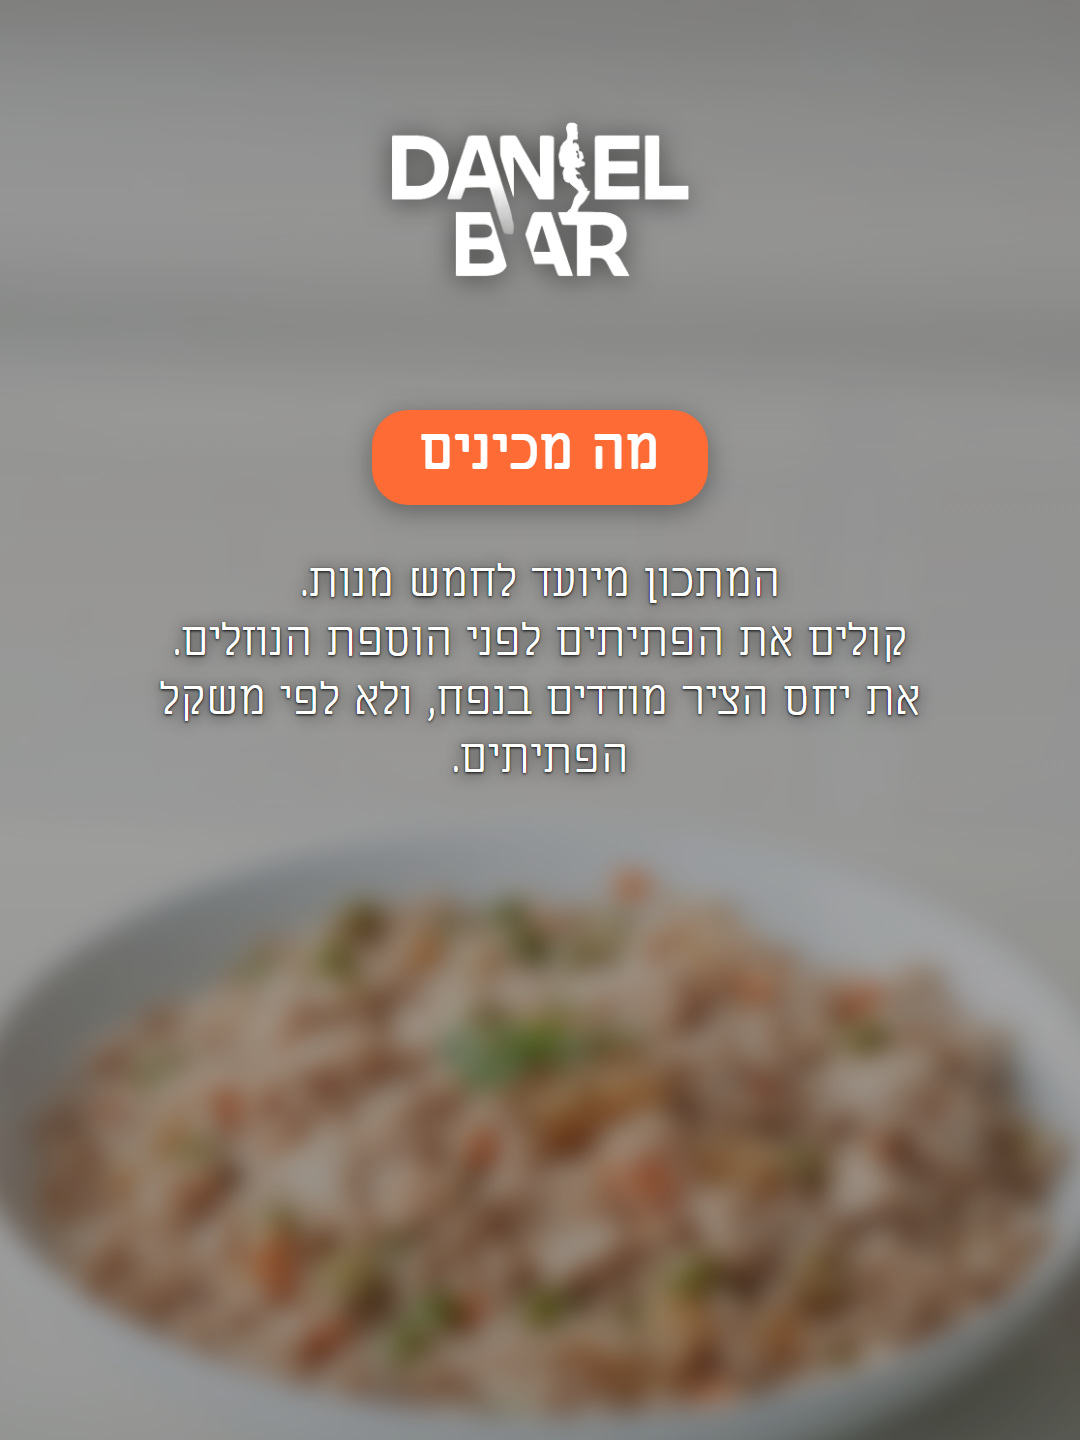 DANIEL
BAR
מה מכינים
המתכון מיועד לחמש מנות.
קולים את הפתיתים לפני הוספת הנוזלים.
את יחס הציר מודדים בנפח, ולא לפי משקל
הפתיתים.